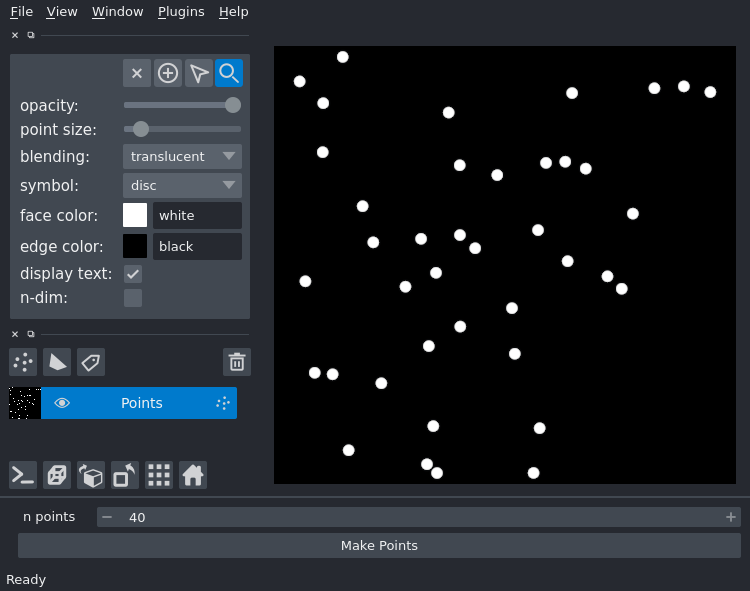 File View Window Plugins Help
opacity:
point size:
blending: translucent
symbol: disc
face color: white
edge color: black
display text:
n-dim:
Points
n points 40
Make Points
Ready